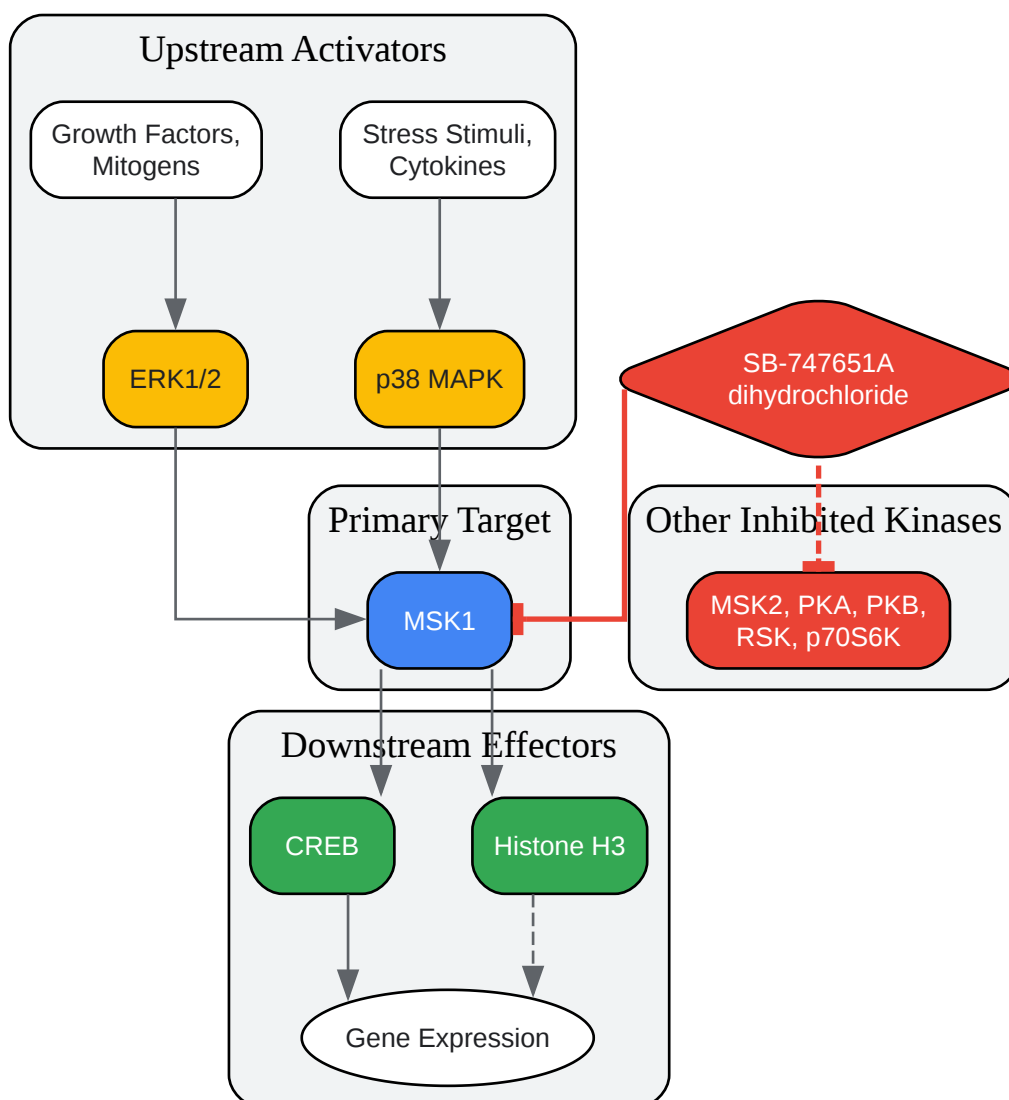 Upstream Activators
Growth Factors,
Mitogens
Stress Stimuli,
Cytokines
ERK1/2
p38 MAPK
SB-747651A
dihydrochloride
Primary Target
Other Inhibited Kinases
MSK1
MSK2, PKA, PKB,
RSK, p70S6K
Downstream Effectors
CREB
Histone H3
Gene Expression